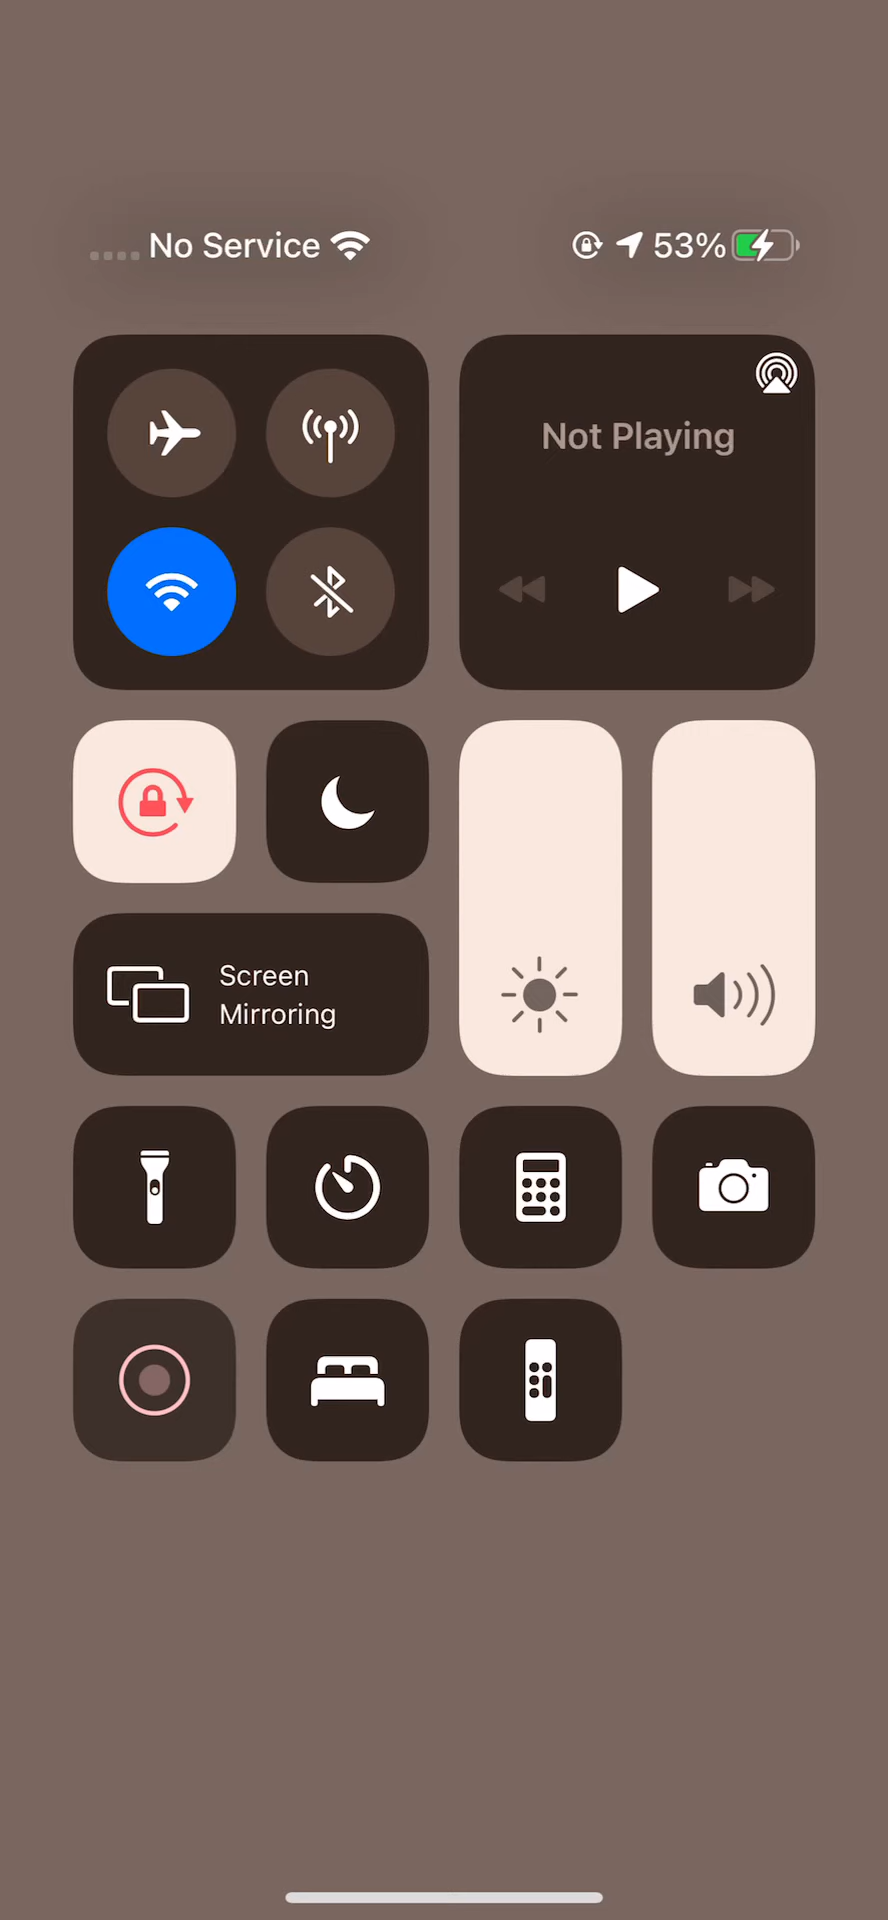 No Service
53%
Not Playing
Screen
Mirroring